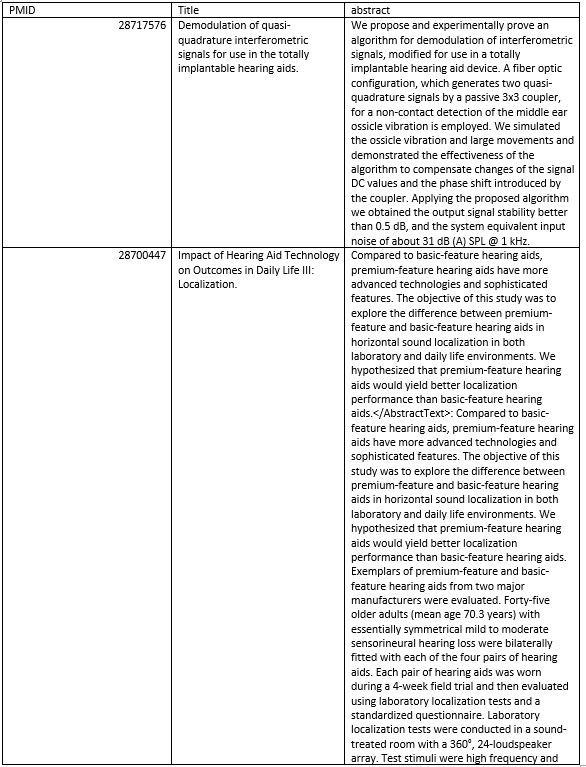 PMID Title abstract
28717576 Demodulation of quasi- We propose and experimentally prove an
quadrature interferometric algorithm for demodulation of interferometric
signals for use in the totally signals, modified for use in a totally
implantable hearing aids. implantable hearing aid device. A fiber optic
configuration, which generates two quasi-
quadrature signals by a passive 3x3 coupler,
for a non-contact detection of the middle ear
ossicle vibration is employed. We simulated
the ossicle vibration and large movements and
demonstrated the effectiveness of the
algorithm to compensate changes of the signal
DC values and the phase shift introduced by
the coupler. Applying the proposed algorithm
we obtained the output signal stability better
than 0.5 dB, and the system equivalent input
noise of about 31 dB (A) SPL @ 1 kHz.
28700447 Impact of Hearing Aid Technology Compared to basic-feature hearing aids,
on Outcomes in Daily Life III: premium-feature hearing aids have more
Localization. advanced technologies and sophisticated
features. The objective of this study was to
explore the difference between premium-
feature and basic-feature hearing aids in
horizontal sound localization in both
laboratory and daily life environments. We
hypothesized that premium-feature hearing
aids would yield better localization
performance than basic-feature hearing
aids.</AbstractText>: Compared to basic-
feature hearing aids, premium-feature hearing
aids have more advanced technologies and
sophisticated features. The objective of this
study was to explore the difference between
premium-feature and basic-feature hearing
aids in horizontal sound localization in both
laboratory and daily life environments. We
hypothesized that premium-feature hearing
aids would yield better localization
performance than basic-feature hearing aids.
Exemplars of premium-feature and basic-
feature hearing aids from two major
manufacturers were evaluated. Forty-five
older adults (mean age 70.3 years) with
essentially symmetrical mild to moderate
sensorineural hearing loss were bilaterally
fitted with each of the four pairs of hearing
aids. Each pair of hearing aids was worn
during a 4-week field trial and then evaluated
using laboratory localization tests and a
standardized questionnaire. Laboratory
localization tests were conducted in a sound-
treated room with a 360°, 24-loudspeaker
array. Test stimuli were high frequency and